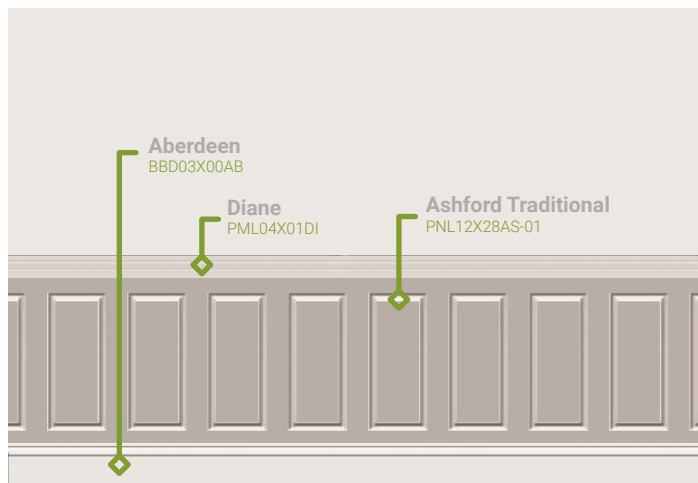 Aberdeen
BBD03X00AB
Diane
PML04X01DI
Ashford Traditional
PNL12X28AS-01